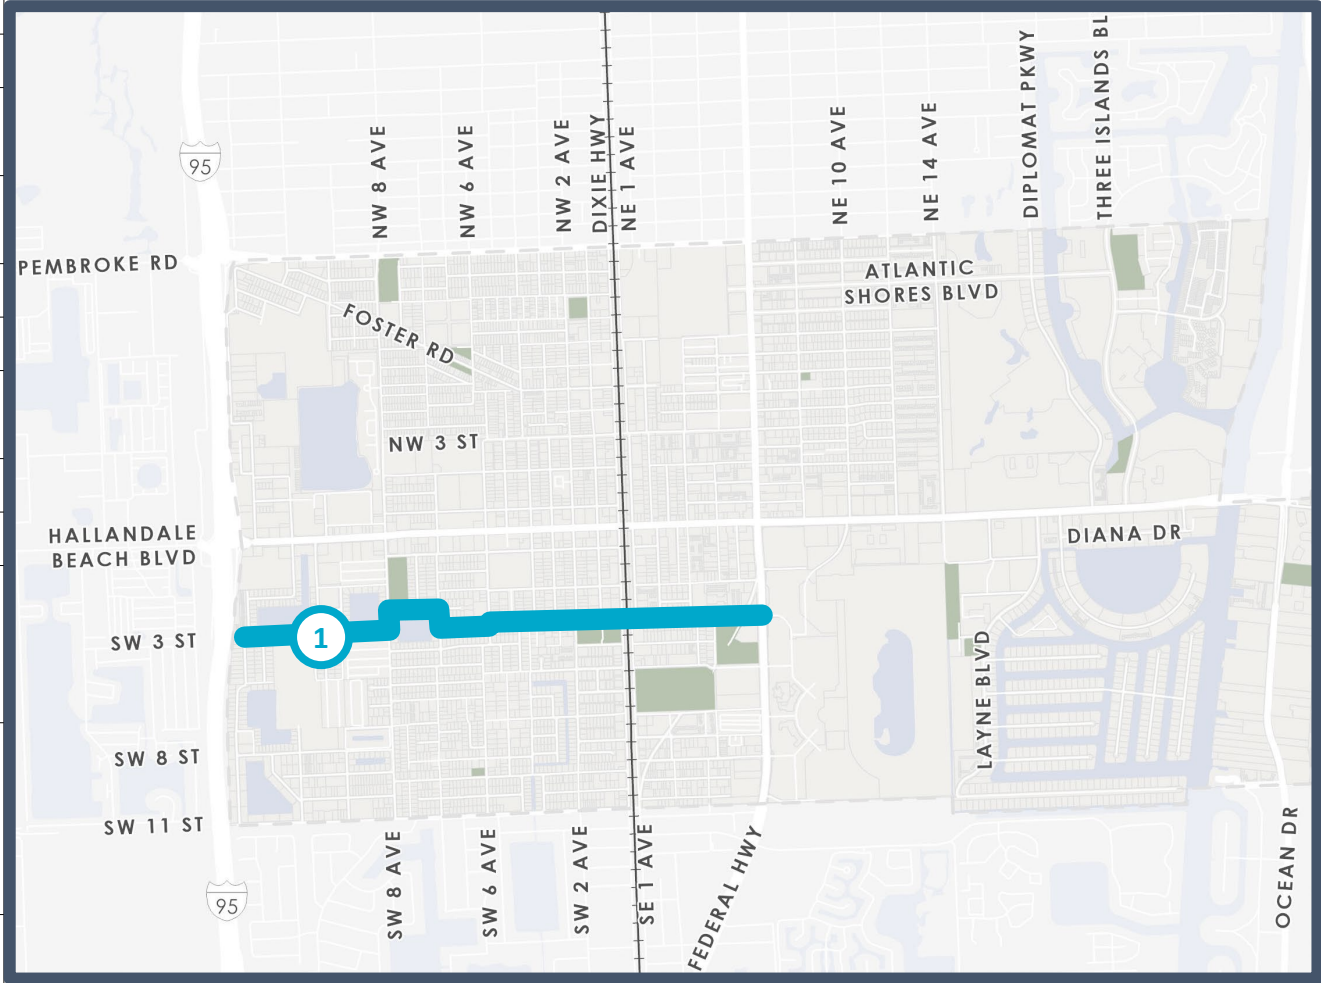 THREE ISLANDS BL
DIPLOMAT PKWY
NE 14 AVE
NE 10 AVE
NW 8 AVE
NW 6 AVE
NW 2 AVE
DIXIE HWY
NE 1 AVE
95
PEMBROKE RD
ATLANTIC
SHORES BLVD
FOSTER RD
NW 3 ST
HALLANDALE
BEACH BLVD
DIANA DR
1
SW 3 ST
LAYNE BLVD
SW 8 ST
SW 11 ST
SW 8 AVE
SW 6 AVE
SW 2 AVE
SE 1 AVE
FEDERAL HWY
OCEAN DR
95